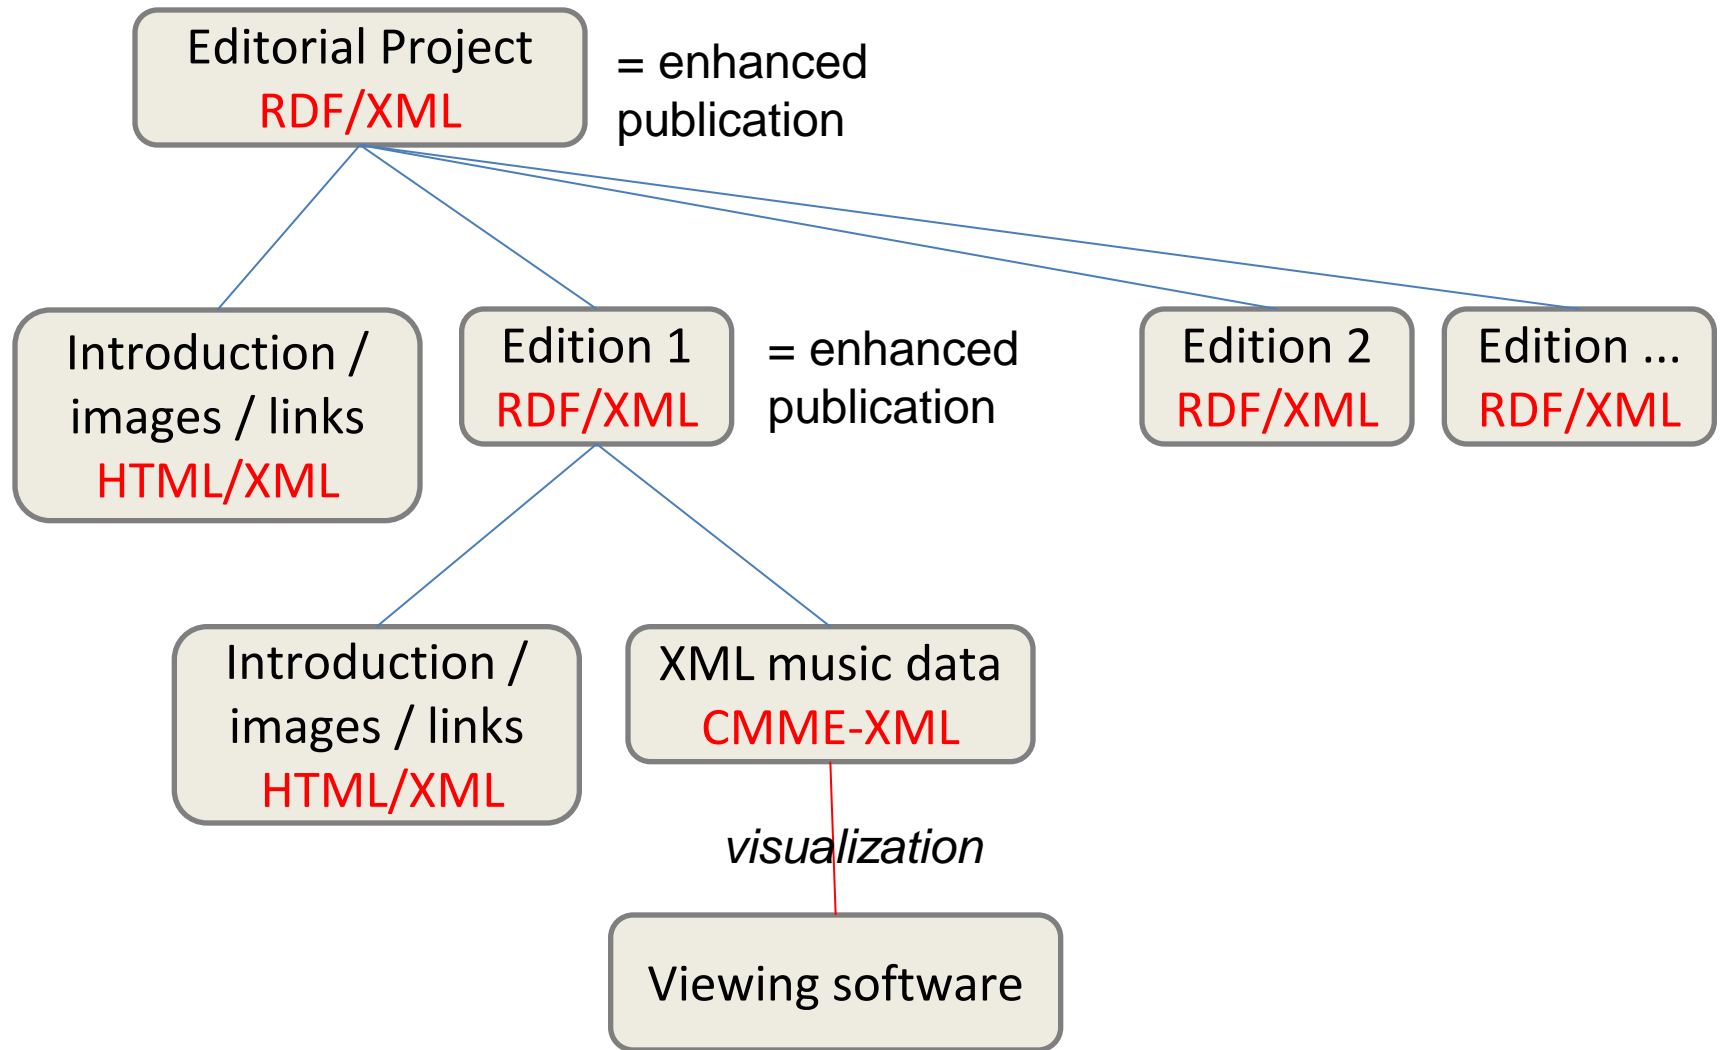 Editorial Project
RDF/XML
= enhanced
publication
Introduction /
images / links
HTML/XML
Edition 1
RDF/XML
= enhanced
publication
Edition 2
RDF/XML
Edition ...
RDF/XML
Introduction /
images / links
HTML/XML
XML music data
CMME-XML
visualization
Viewing software